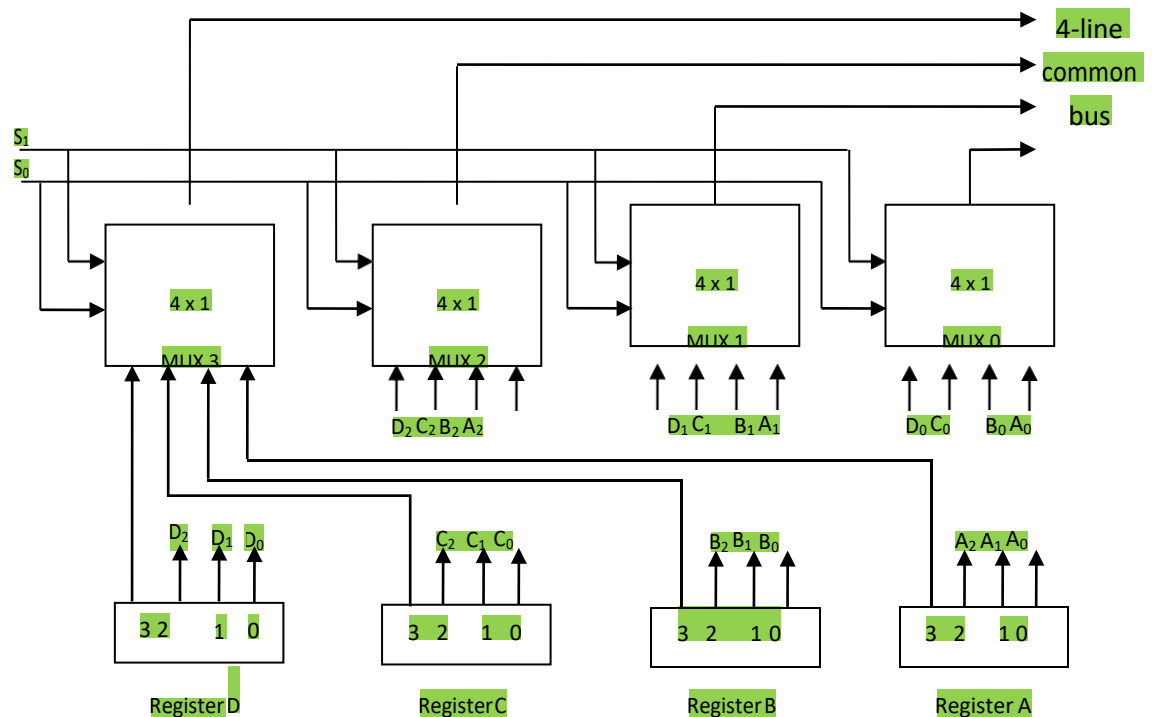 4-line
common
bus
S₁
S₀
4 x 1 4 x 1 4 x 1 4 x 1
MUX 3 MUX 2 MUX 1 MUX 0
D₂ C₂ B₂ A₂ D₁ C₁ B₁ A₁ D₀ C₀ B₀ A₀
D₂ D₁ D₀ C₂ C₁ C₀ B₂ B₁ B₀ A₂ A₁ A₀
3 2 1 0 3 2 1 0 3 2 1 0 3 2 1 0
Register D Register C Register B Register A